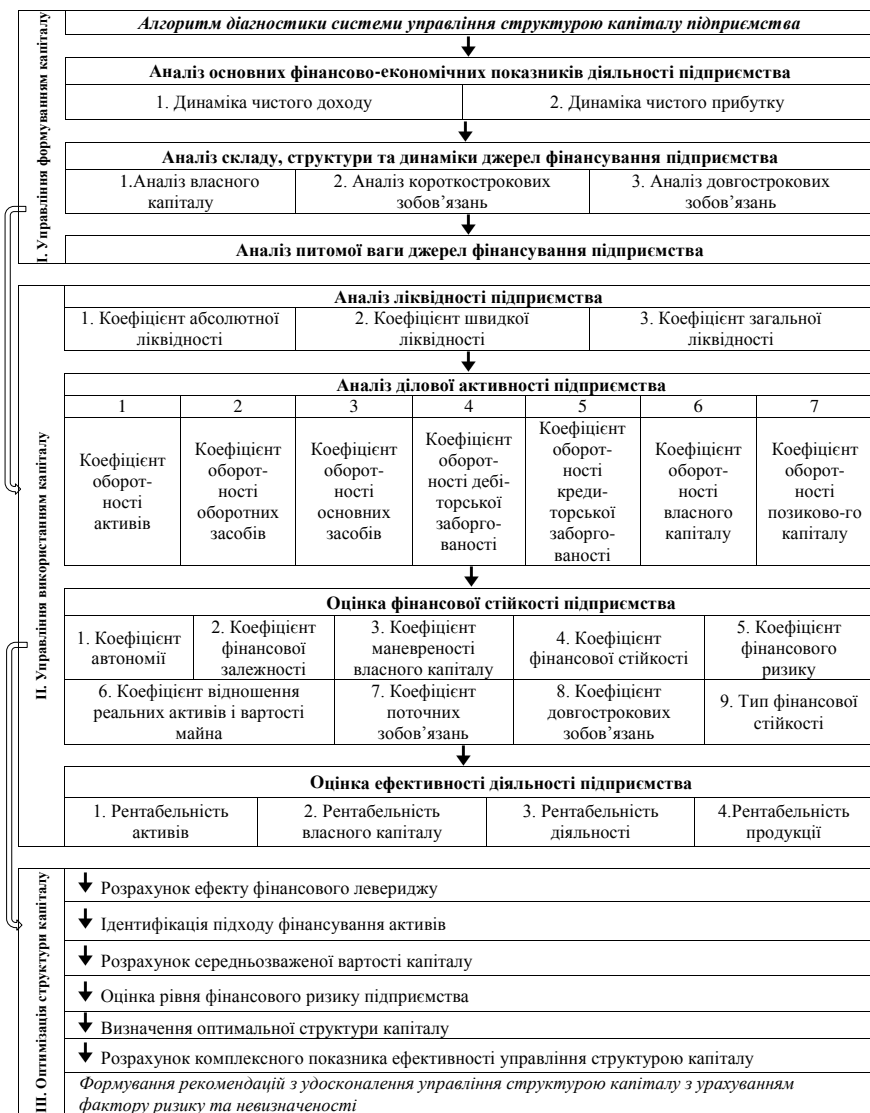 Алгоритм діагностики системи управління структурою капіталу підприємства
І. Управління формуванням капіталу
Аналіз основних фінансово-економічних показників діяльності підприємства
1. Динаміка чистого доходу
2. Динаміка чистого прибутку
Аналіз складу, структури та динаміки джерел фінансування підприємства
1.Аналіз власного
капіталу
2. Аналіз короткострокових
зобов’язань
3. Аналіз довгострокових
зобов’язань
Аналіз питомої ваги джерел фінансування підприємства
ІІ. Управління використанням капіталу
Аналіз ліквідності підприємства
1. Коефіцієнт абсолютної
ліквідності
2. Коефіцієнт швидкої
ліквідності
3. Коефіцієнт загальної
ліквідності
Аналіз ділової активності підприємства
1
2
3
4
5
6
7
Коефіцієнт
оборот-
ності
активів
Коефіцієнт
оборот-
ності
оборотних
засобів
Коефіцієнт
оборот-
ності
основних
засобів
Коефіцієнт
оборот-
ності дебі-
торської
заборго-
ваності
Коефіцієнт
оборот-
ності
креди-
торської
заборго-
ваності
Коефіцієнт
оборот-
ності
власного
капіталу
Коефіцієнт
оборот-
ності
позиково-го
капіталу
Оцінка фінансової стійкості підприємства
1. Коефіцієнт
автономії
2. Коефіцієнт
фінансової
залежності
3. Коефіцієнт
маневреності
власного капіталу
4. Коефіцієнт
фінансової стійкості
5. Коефіцієнт
фінансового
ризику
6. Коефіцієнт відношення
реальних активів і вартості
майна
7. Коефіцієнт
поточних
зобов’язань
8. Коефіцієнт
довгострокових
зобов’язань
9. Тип фінансової
стійкості
Оцінка ефективності діяльності підприємства
1. Рентабельність
активів
2. Рентабельність
власного капіталу
3. Рентабельність
діяльності
4.Рентабельність
продукції
ІІІ. Оптимізація структури капіталу
Розрахунок ефекту фінансового левериджу
Ідентифікація підходу фінансування активів
Розрахунок середньозваженої вартості капіталу
Оцінка рівня фінансового ризику підприємства
Визначення оптимальної структури капіталу
Розрахунок комплексного показника ефективності управління структурою капіталу
Формування рекомендацій з удосконалення управління структурою капіталу з урахуванням
фактору ризику та невизначеності